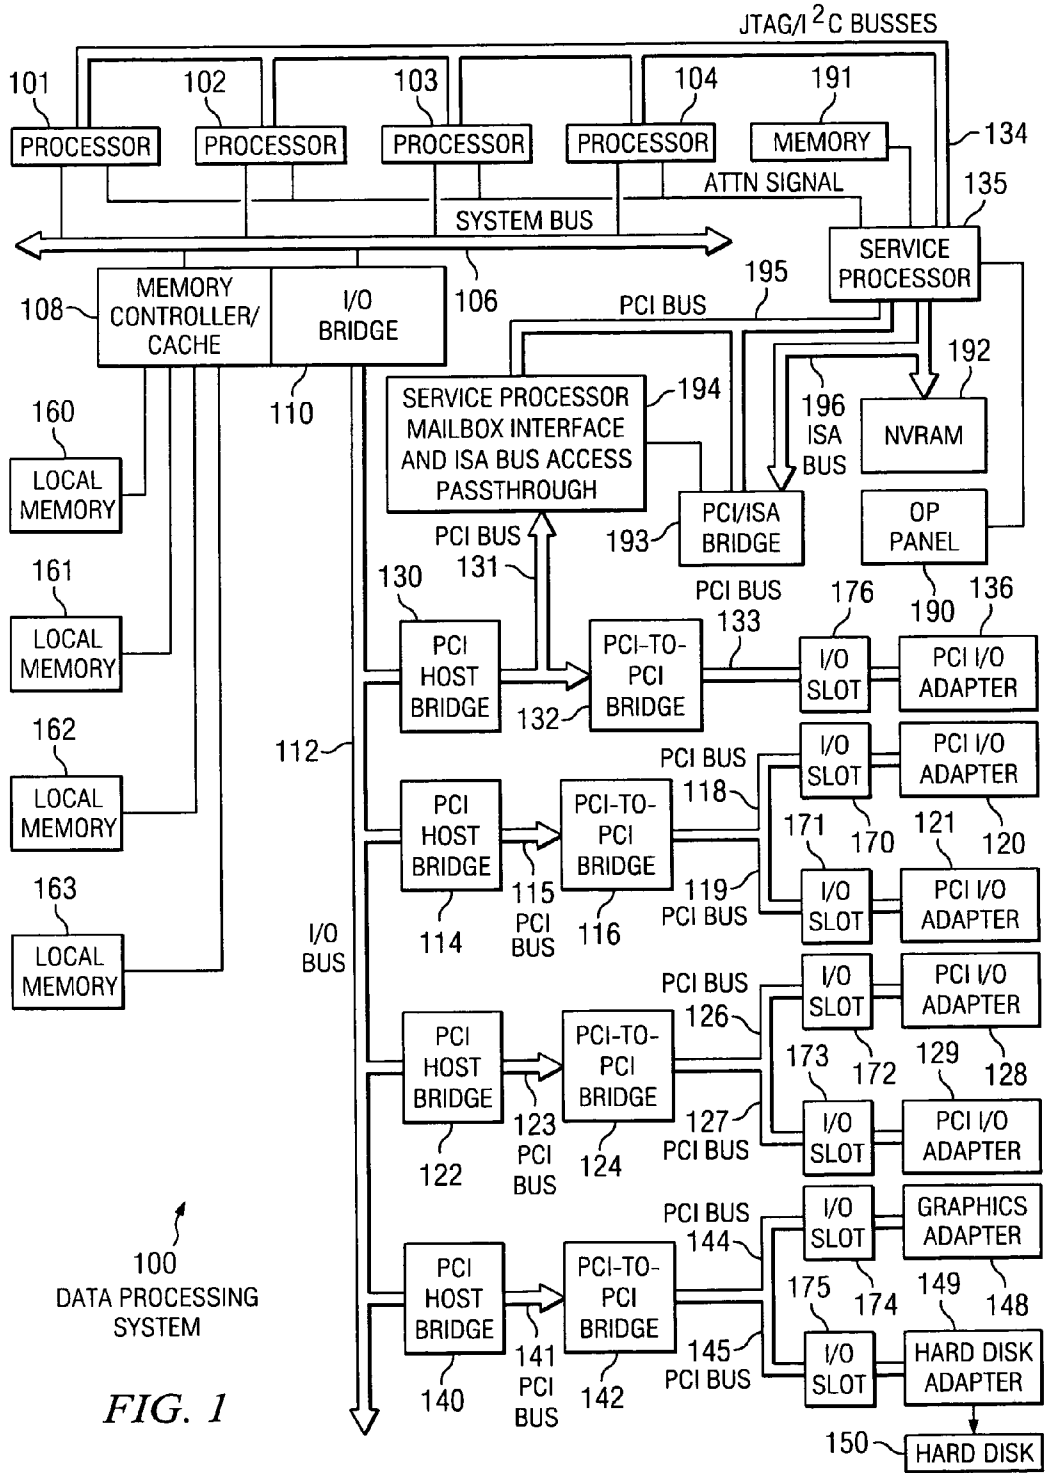 JTAG/I²C BUSSES
101
102
103
104
191
PROCESSOR
PROCESSOR
PROCESSOR
PROCESSOR
MEMORY
134
ATTN SIGNAL
135
SYSTEM BUS
SERVICE
PROCESSOR
108
MEMORY
CONTROLLER/
CACHE
I/O
BRIDGE
106
110
195
PCI BUS
192
NVRAM
196
ISA
BUS
194
SERVICE PROCESSOR
MAILBOX INTERFACE
AND ISA BUS ACCESS
PASSTHROUGH
160
LOCAL
MEMORY
193
PCI/ISA
BRIDGE
OP
PANEL
190
PCI BUS
131
161
LOCAL
MEMORY
130
PCI
HOST
BRIDGE
PCI-TO-
PCI
BRIDGE
132
PCI BUS
133
176
I/O
SLOT
136
PCI I/O
ADAPTER
162
LOCAL
MEMORY
112
PCI BUS
118
I/O
SLOT
170
PCI I/O
ADAPTER
120
PCI
HOST
BRIDGE
114
115
PCI
BUS
PCI-TO-
PCI
BRIDGE
116
119
PCI BUS
171
I/O
SLOT
121
PCI I/O
ADAPTER
163
LOCAL
MEMORY
I/O
BUS
PCI BUS
126
I/O
SLOT
172
PCI I/O
ADAPTER
128
PCI
HOST
BRIDGE
122
123
PCI
BUS
PCI-TO-
PCI
BRIDGE
124
127
PCI BUS
173
I/O
SLOT
129
PCI I/O
ADAPTER
PCI BUS
144
I/O
SLOT
174
GRAPHICS
ADAPTER
148
100
DATA PROCESSING
SYSTEM
PCI
HOST
BRIDGE
140
141
PCI
BUS
PCI-TO-
PCI
BRIDGE
142
145
PCI BUS
175
I/O
SLOT
149
HARD DISK
ADAPTER
150
HARD DISK
FIG. 1